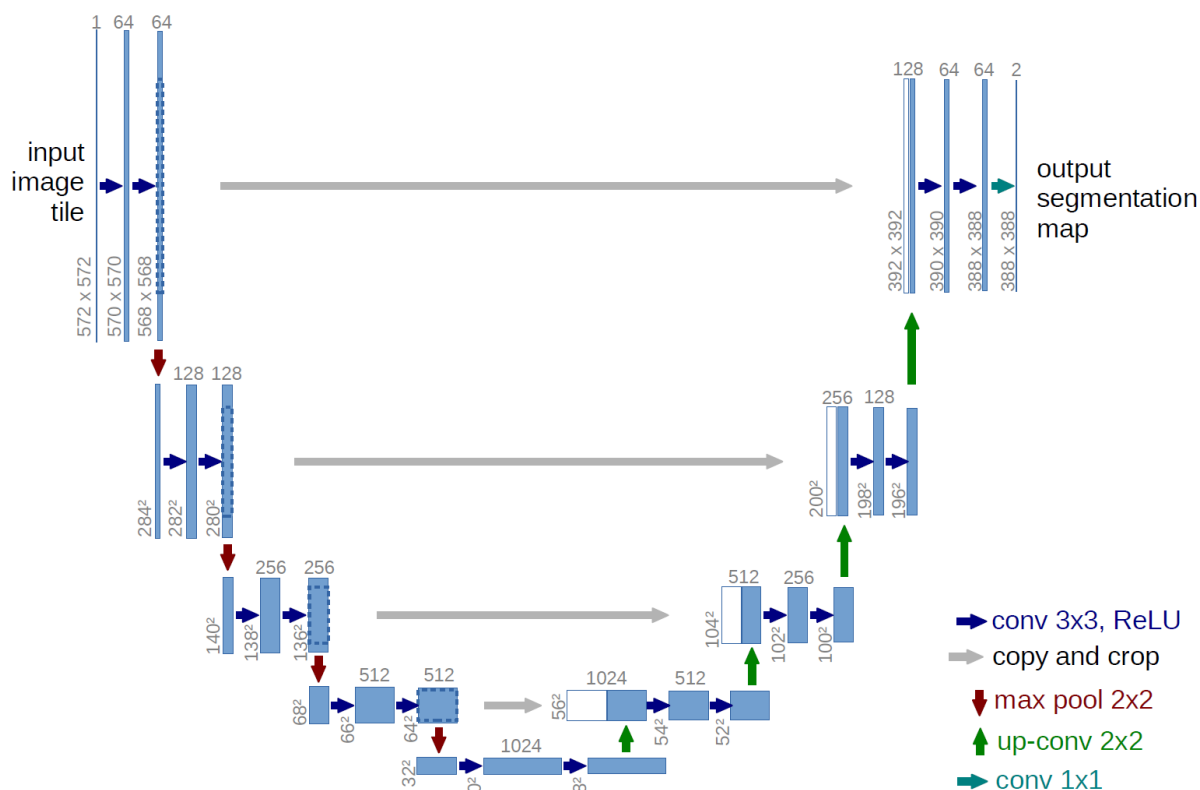 1 64 64
128 64 64 2
input
image
tile
output
segmentation
map
572 x 572
570 x 570
568 x 568
392 x 392
390 x 390
388 x 388
388 x 388
128 128
256 128
284²
282²
280²
200²
198²
196²
256 256
512 256
140²
138²
136²
104²
102²
100²
512 512
1024 512
68²
66²
64²
56²
54²
52²
1024
32²
conv 3x3, ReLU
copy and crop
max pool 2x2
up-conv 2x2
conv 1x1